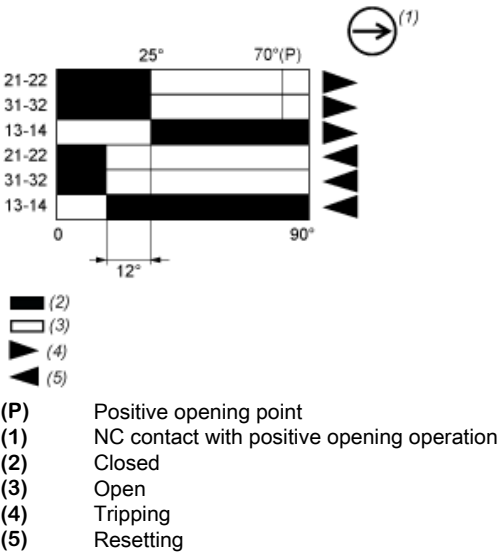 (1)
25° 70°(P)
21-22
31-32
13-14
21-22
31-32
13-14
0 90°
12°
(2)
(3)
(4)
(5)
(P) Positive opening point
(1) NC contact with positive opening operation
(2) Closed
(3) Open
(4) Tripping
(5) Resetting